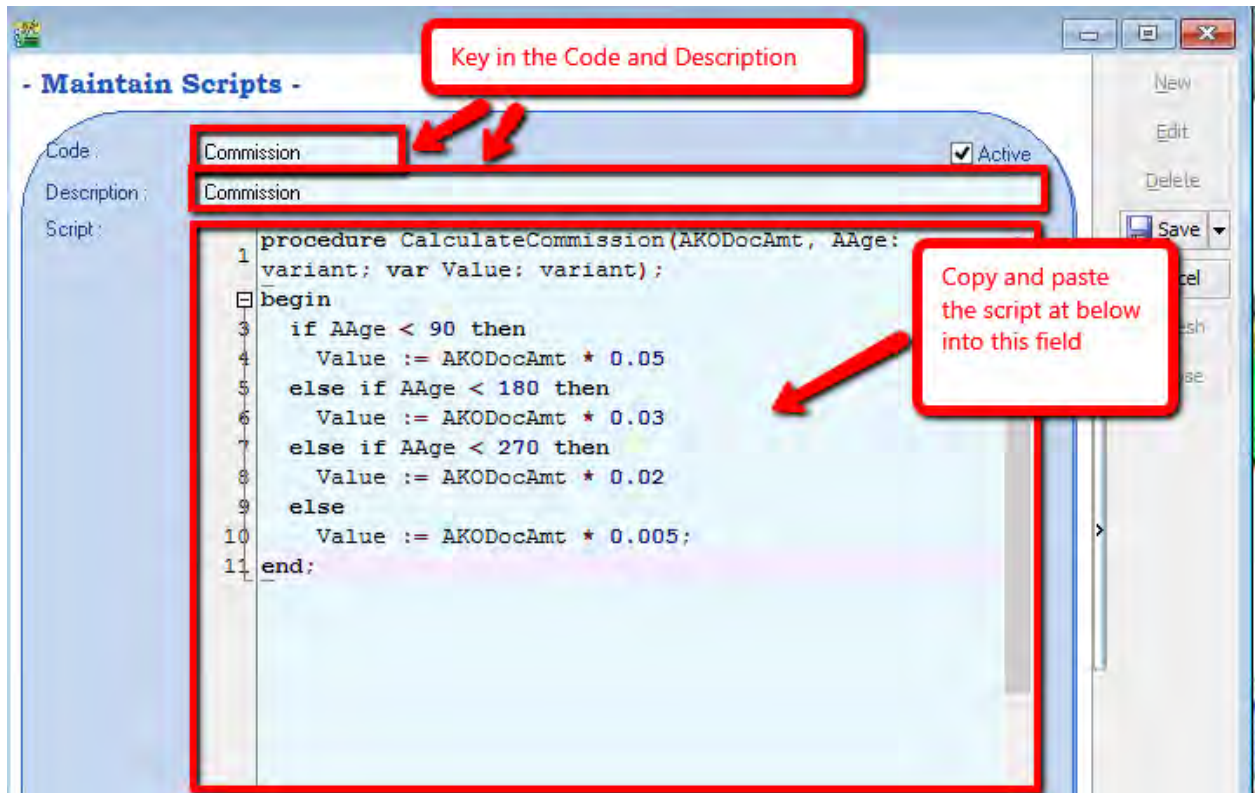 Key in the Code and Description
- Maintain Scripts -
New
Edit
Delete
Save
Code :
Commission
Active
Description :
Commission
Script :
1 procedure CalculateCommission(AKODocAmt, AAge:
variant; var Value: variant);
begin
3 if AAge < 90 then
4 Value := AKODocAmt * 0.05
5 else if AAge < 180 then
6 Value := AKODocAmt * 0.03
7 else if AAge < 270 then
8 Value := AKODocAmt * 0.02
9 else
10 Value := AKODocAmt * 0.005;
11 end;
Copy and paste
the script at below
into this field